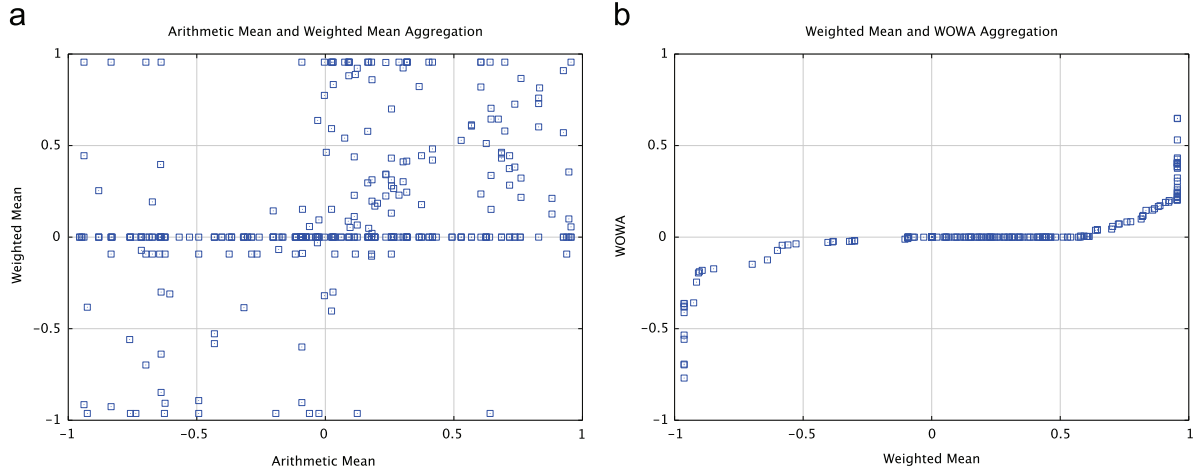 a
Arithmetic Mean and Weighted Mean Aggregation
1
0.5
0
−0.5
−1
Weighted Mean
−1
−0.5
0
0.5
1
Arithmetic Mean
b
Weighted Mean and WOWA Aggregation
1
0.5
0
−0.5
−1
WOWA
−1
−0.5
0
0.5
1
Weighted Mean